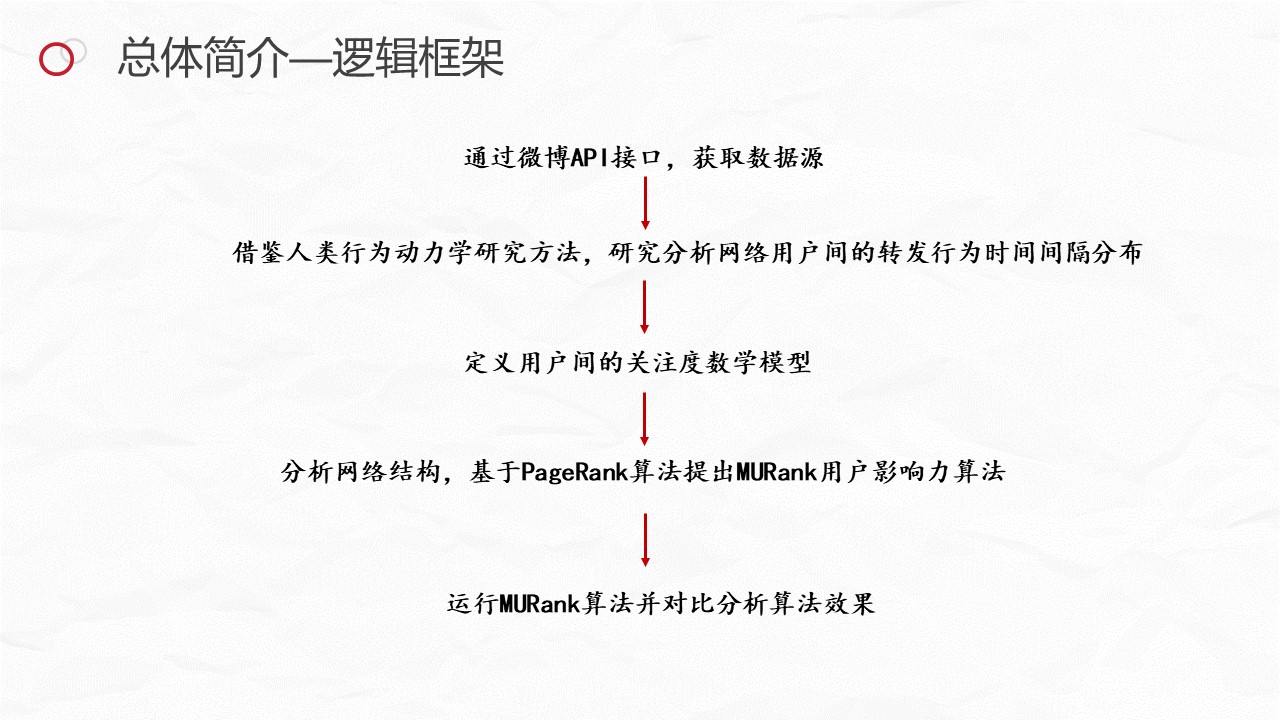 总体简介—逻辑框架
通过微博API接口，获取数据源
借鉴人类行为动力学研究方法，研究分析网络用户间的转发行为时间间隔分布
定义用户间的关注度数学模型
分析网络结构，基于PageRank算法提出MURank用户影响力算法
运行MURank算法并对比分析算法效果